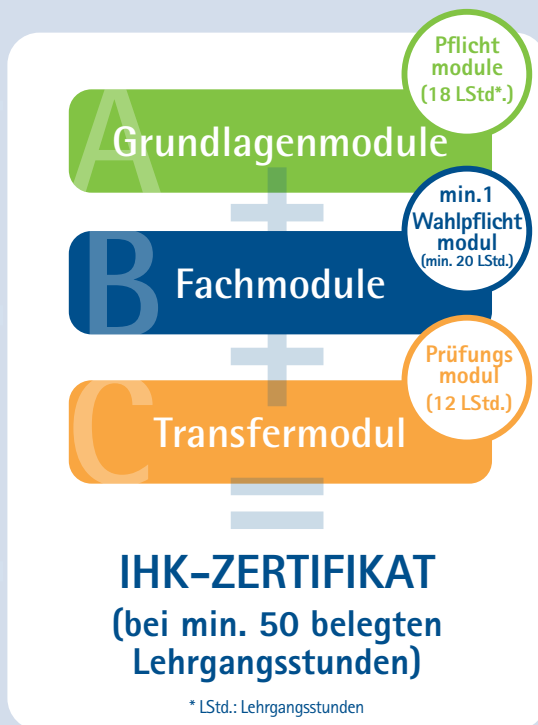 Pflicht
module
(18 LStd*.)
A
Grundlagenmodule
+
min.1
Wahlpflicht
modul
(min. 20 LStd.)
B
Fachmodule
+
Prüfungs
modul
(12 LStd.)
C
Transfermodul
=
IHK-ZERTIFIKAT
(bei min. 50 belegten
Lehrgangsstunden)
* LStd.: Lehrgangsstunden